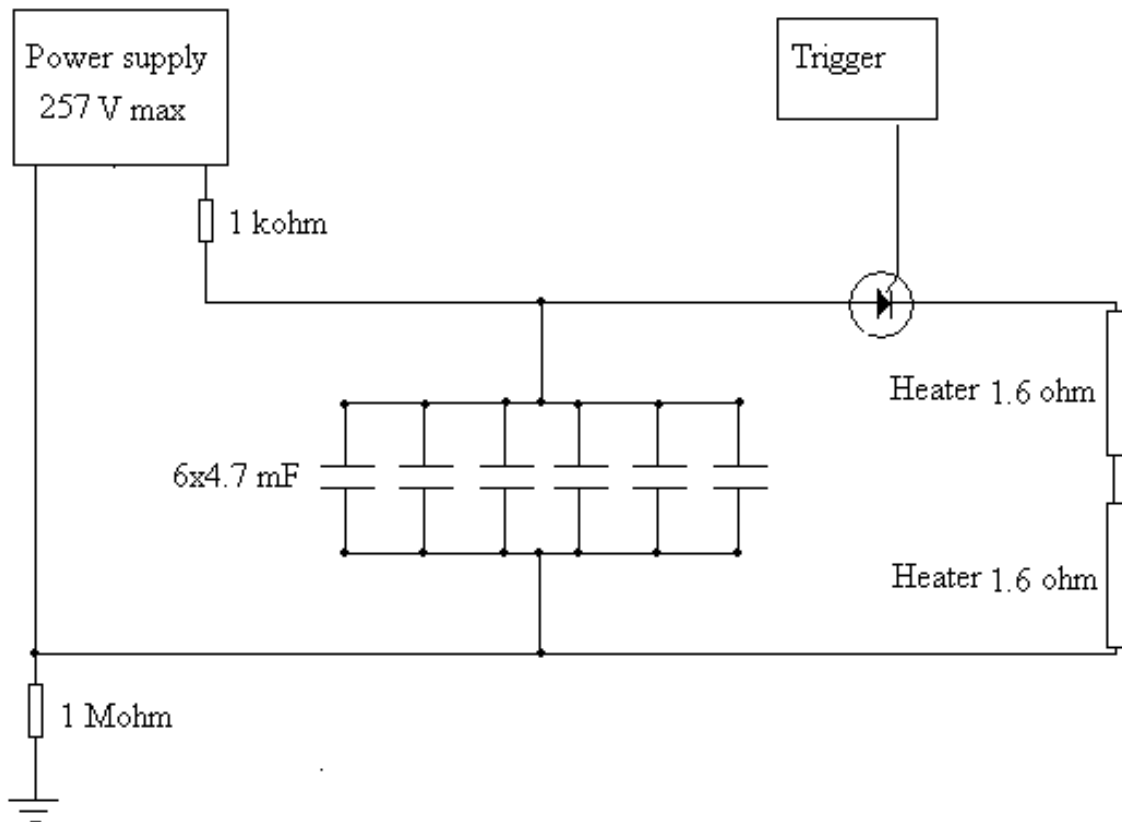 Power supply
257 V max
Trigger
1 kohm
Heater 1.6 ohm
6x4.7 mF
Heater 1.6 ohm
1 Mohm